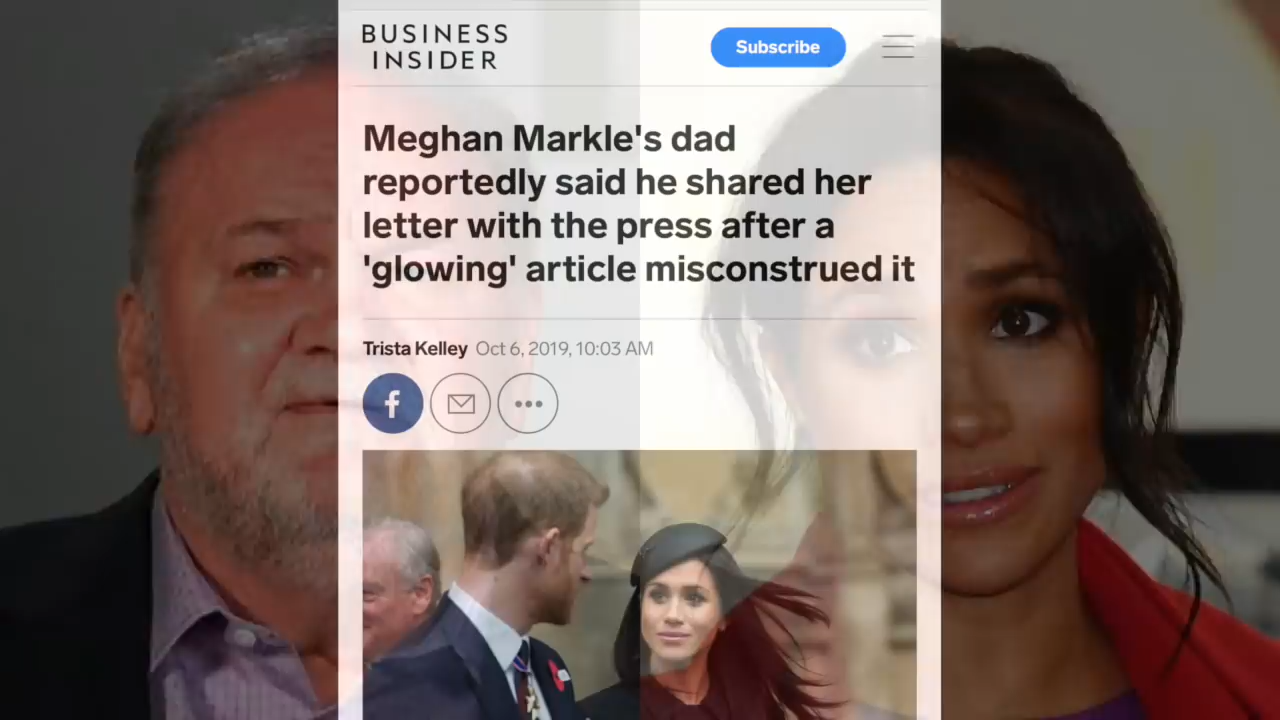 BUSINESS
INSIDER
Subscribe
Meghan Markle's dad
reportedly said he shared her
letter with the press after a
'glowing' article misconstrued it
Trista Kelley Oct 6, 2019, 10:03 AM
f